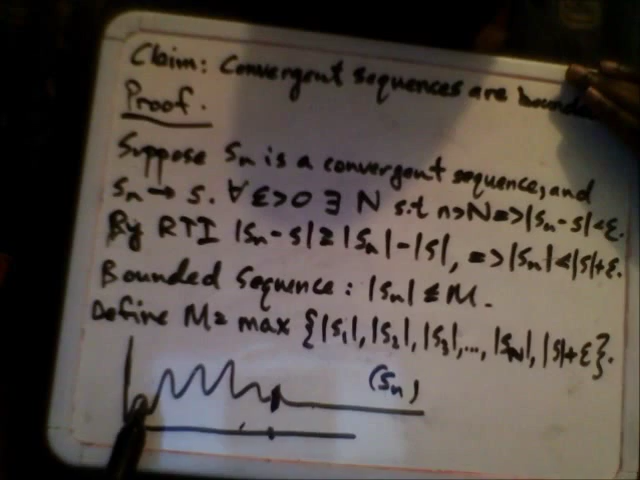 Claim: Convergent sequences are bounded
Proof.
Suppose Sn is a convergent sequence, and
Sn → S. ∀ ε>0 ∃ N s.t n>N=>|Sn-S|<ε.
By RTI |Sn-S|≥|Sn|-|S|, =>|Sn|<|S|+ε.
Bounded Sequence: |Sn| ≤ M.
Define M= max {|S1|,|S2|,|S3|,...,|SN|,|S|+ε}.
(Sn)